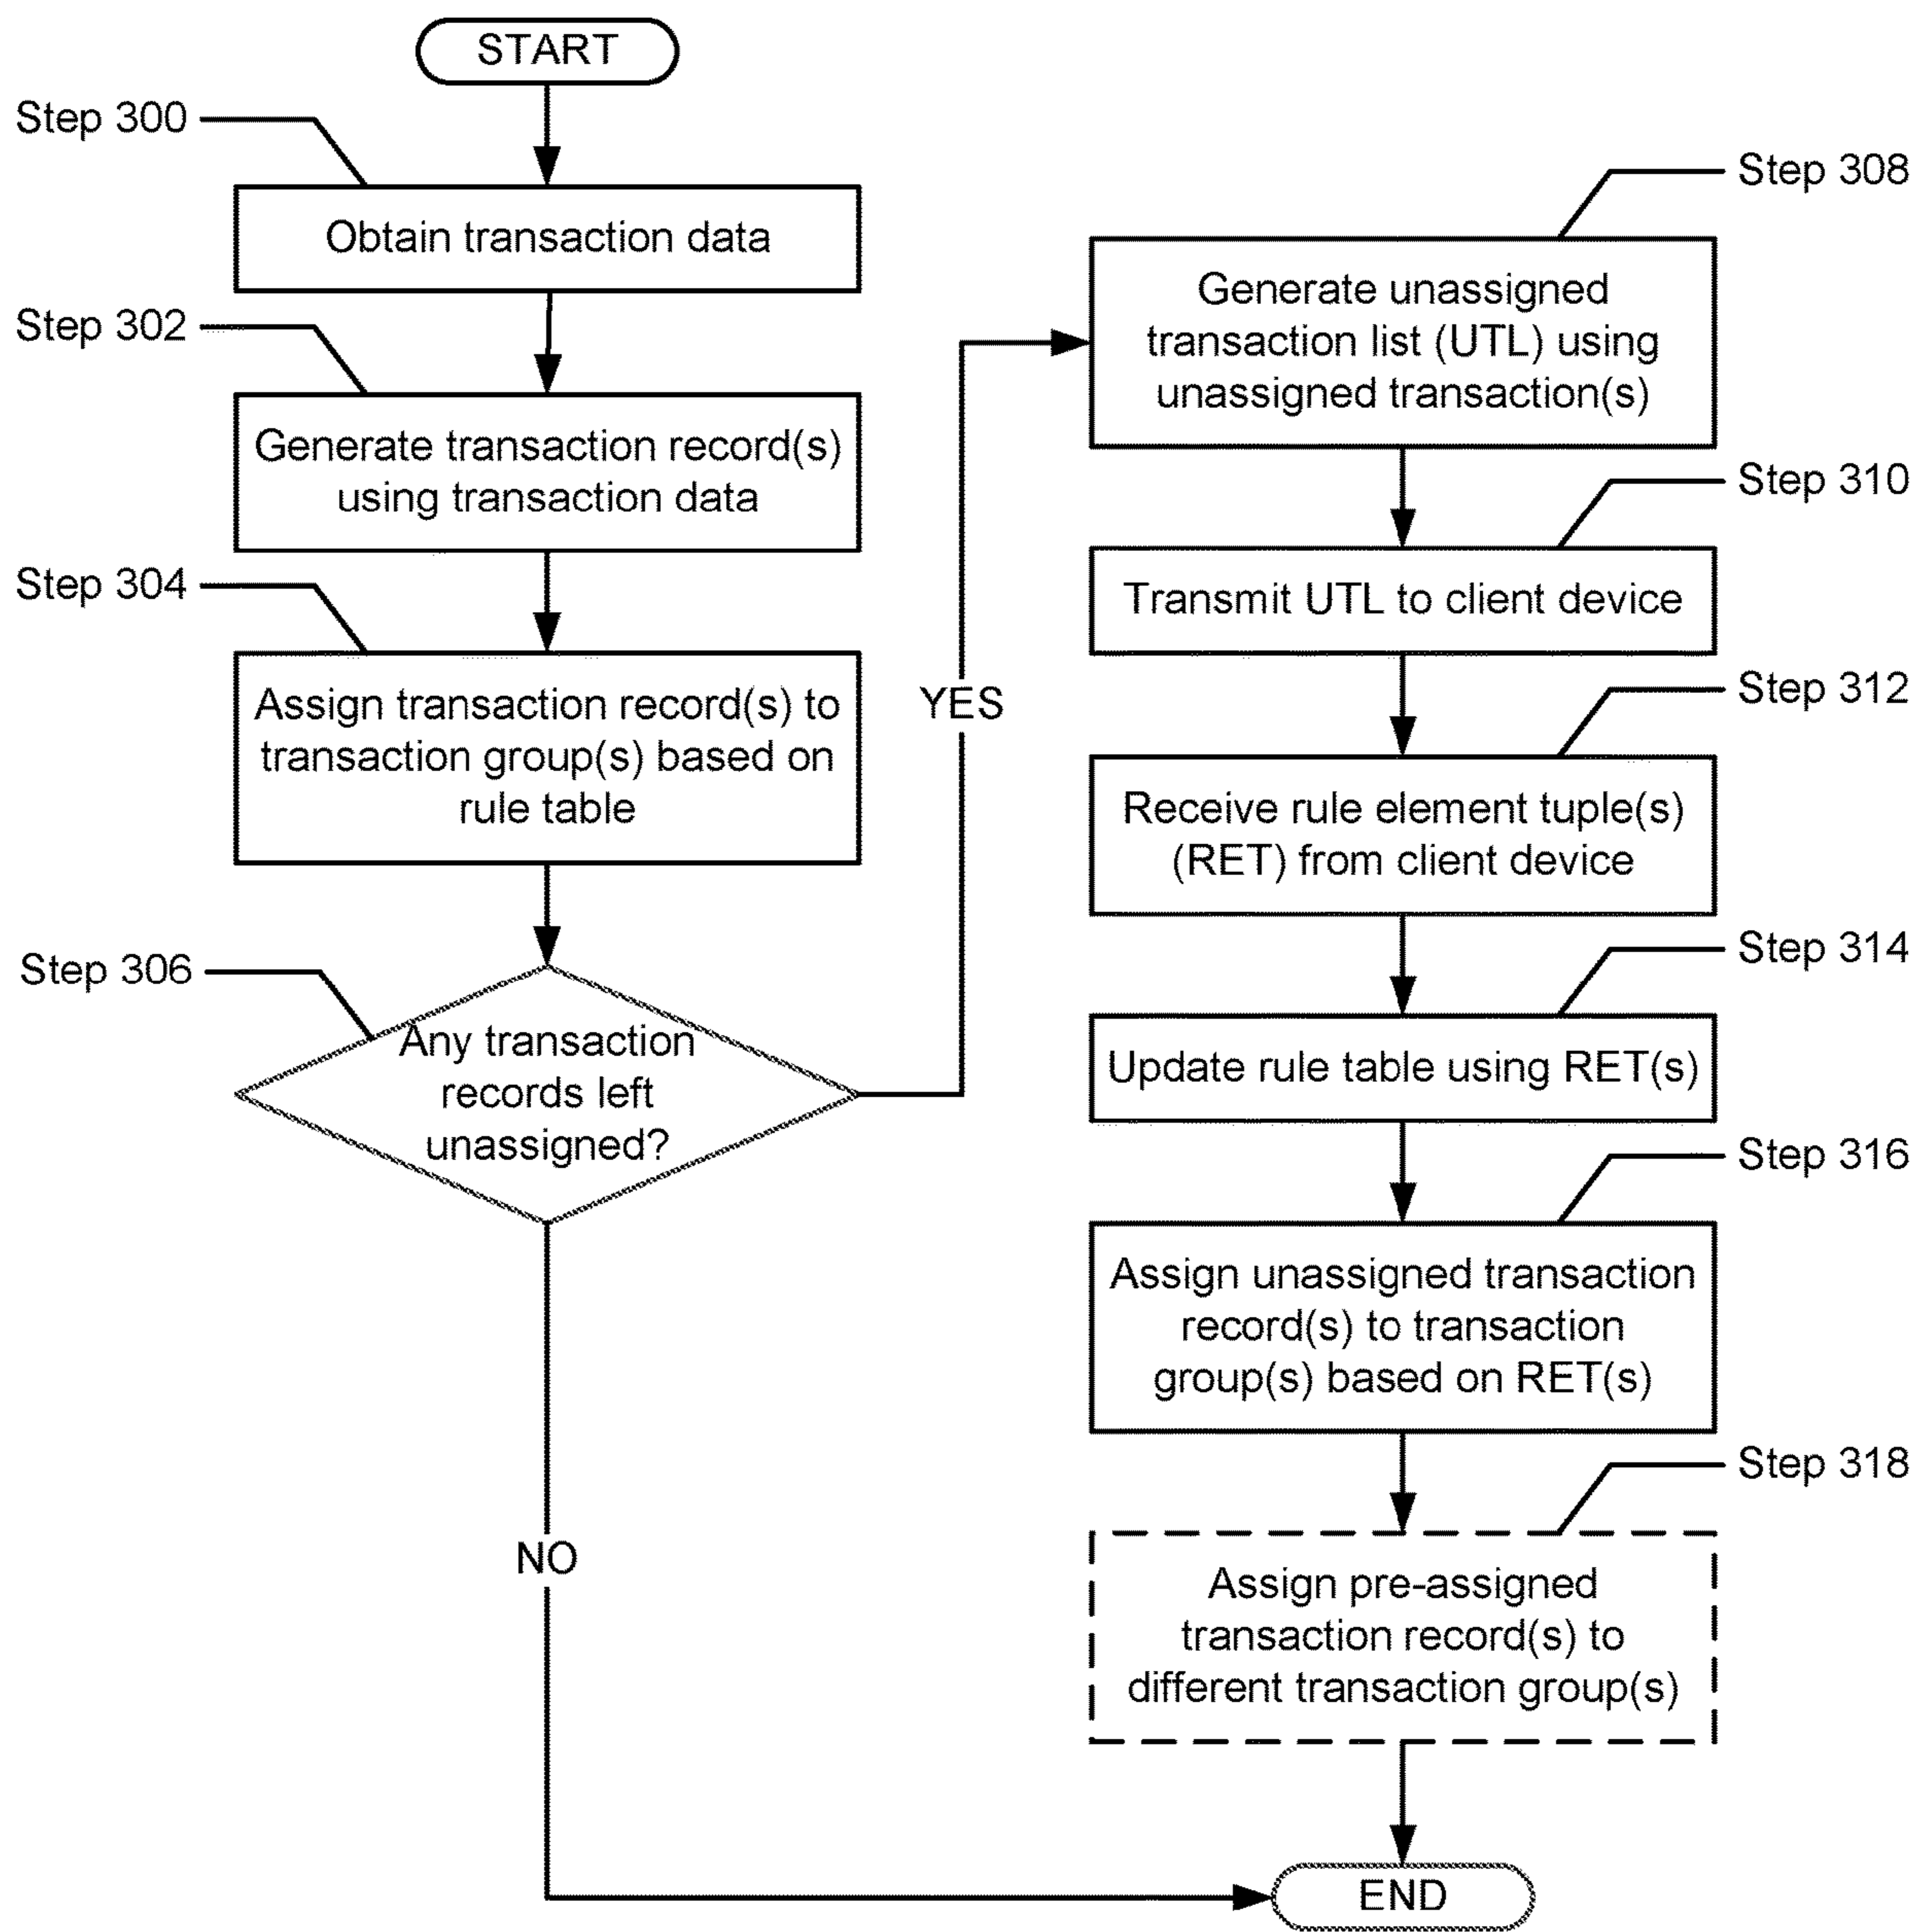 START
Step 300
Obtain transaction data
Step 302
Generate transaction record(s)
using transaction data
Step 304
Assign transaction record(s) to
transaction group(s) based on
rule table
Step 306
Any transaction
records left
unassigned?
YES
NO
Step 308
Generate unassigned
transaction list (UTL) using
unassigned transaction(s)
Step 310
Transmit UTL to client device
Step 312
Receive rule element tuple(s)
(RET) from client device
Step 314
Update rule table using RET(s)
Step 316
Assign unassigned transaction
record(s) to transaction
group(s) based on RET(s)
Step 318
Assign pre-assigned
transaction record(s) to
different transaction group(s)
END